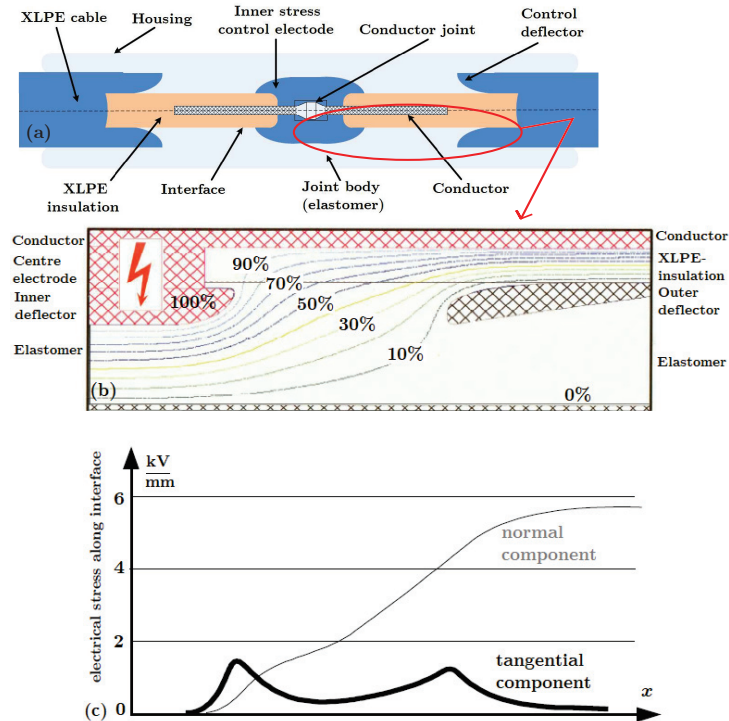 XLPE cable
Housing
Inner stress
control electode
Conductor joint
Control
deflector
(a)
XLPE
insulation
Interface
Joint body
(elastomer)
Conductor
Conductor
Centre
electrode
Inner
deflector
Elastomer
(b)
90%
70%
100%
50%
30%
10%
0%
Conductor
XLPE-
insulation
Outer
deflector
Elastomer
electrical stress along interface
kV
mm
6
4
2
0
normal
component
tangential
component
x
(c)